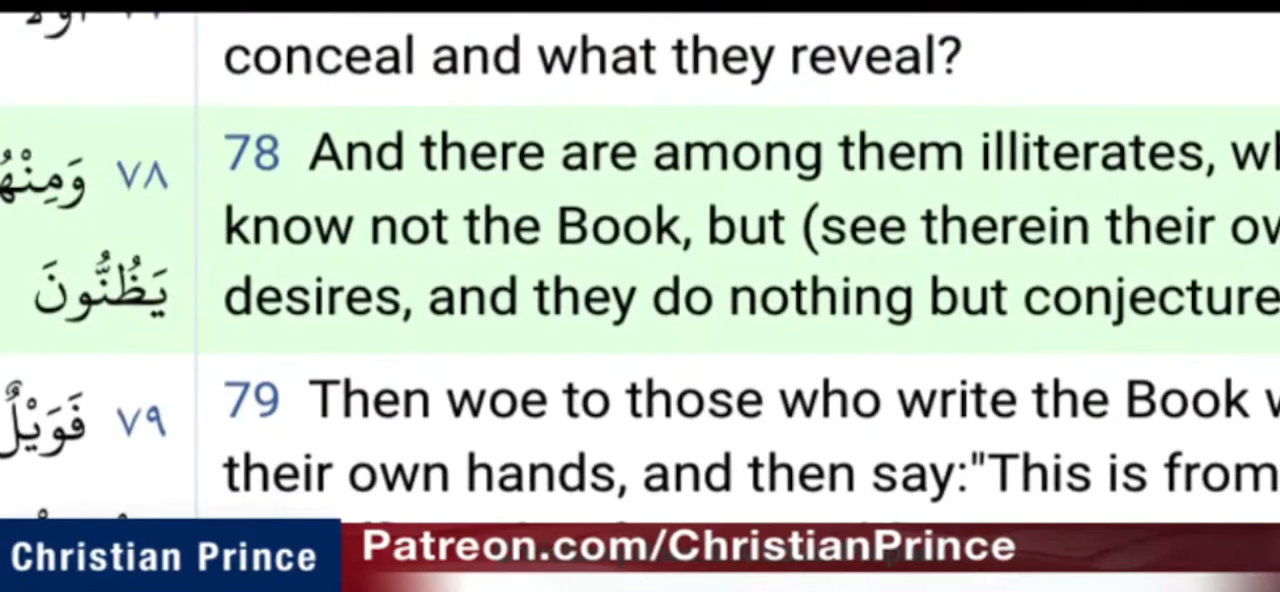 conceal and what they reveal?
٧٨
78 And there are among them illiterates,
know not the Book, but (see therein their
يَظُنُّونَ
desires, and they do nothing but conjecture
فَوَيْلٌ ٧٩
79 Then woe to those who write the Book
their own hands, and then say:"This is from
Christian Prince
Patreon.com/ChristianPrince